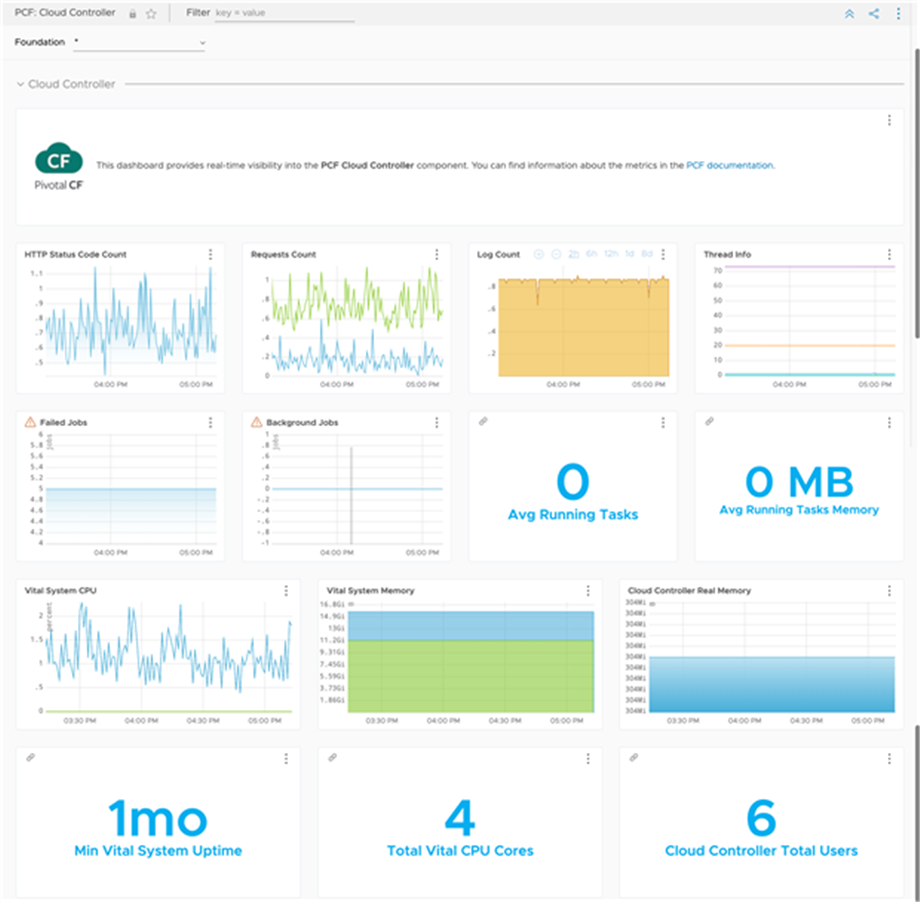 PCF: Cloud Controller
Filter key = value
Foundation *
Cloud Controller
CF
Pivotal CF
This dashboard provides real-time visibility into the PCF Cloud Controller component. You can find information about the metrics in the PCF documentation.
HTTP Status Code Count
1.1
1
.9
.8
.7
.6
.5
04:00 PM 05:00 PM
Requests Count
1
.8
.6
.4
.2
0
04:00 PM 05:00 PM
Log Count 2h 6h 12h 1d 8d
.8
.6
.4
.2
04:00 PM 05:00 PM
Thread Info
70
60
50
40
30
20
10
0
04:00 PM 05:00 PM
Failed Jobs
jobs
6
5.8
5.6
5.4
5.2
5
4.8
4.6
4.4
4.2
4
04:00 PM 05:00 PM
Background Jobs
jobs
1
.8
.6
.4
.2
0
-.2
-.4
-.6
-.8
-1
04:00 PM 05:00 PM
0
Avg Running Tasks
0 MB
Avg Running Tasks Memory
Vital System CPU
percent
2
1.5
1
.5
0
03:30 PM 04:00 PM 04:30 PM 05:00 PM
Vital System Memory
16.8Gi
14.9Gi
13Gi
11.2Gi
9.31Gi
7.45Gi
5.59Gi
3.73Gi
1.86Gi
03:30 PM 04:00 PM 04:30 PM 05:00 PM
Cloud Controller Real Memory
304Mi
304Mi
304Mi
304Mi
304Mi
304Mi
304Mi
304Mi
304Mi
304Mi
304Mi
03:30 PM 04:00 PM 04:30 PM 05:00 PM
1mo
Min Vital System Uptime
4
Total Vital CPU Cores
6
Cloud Controller Total Users